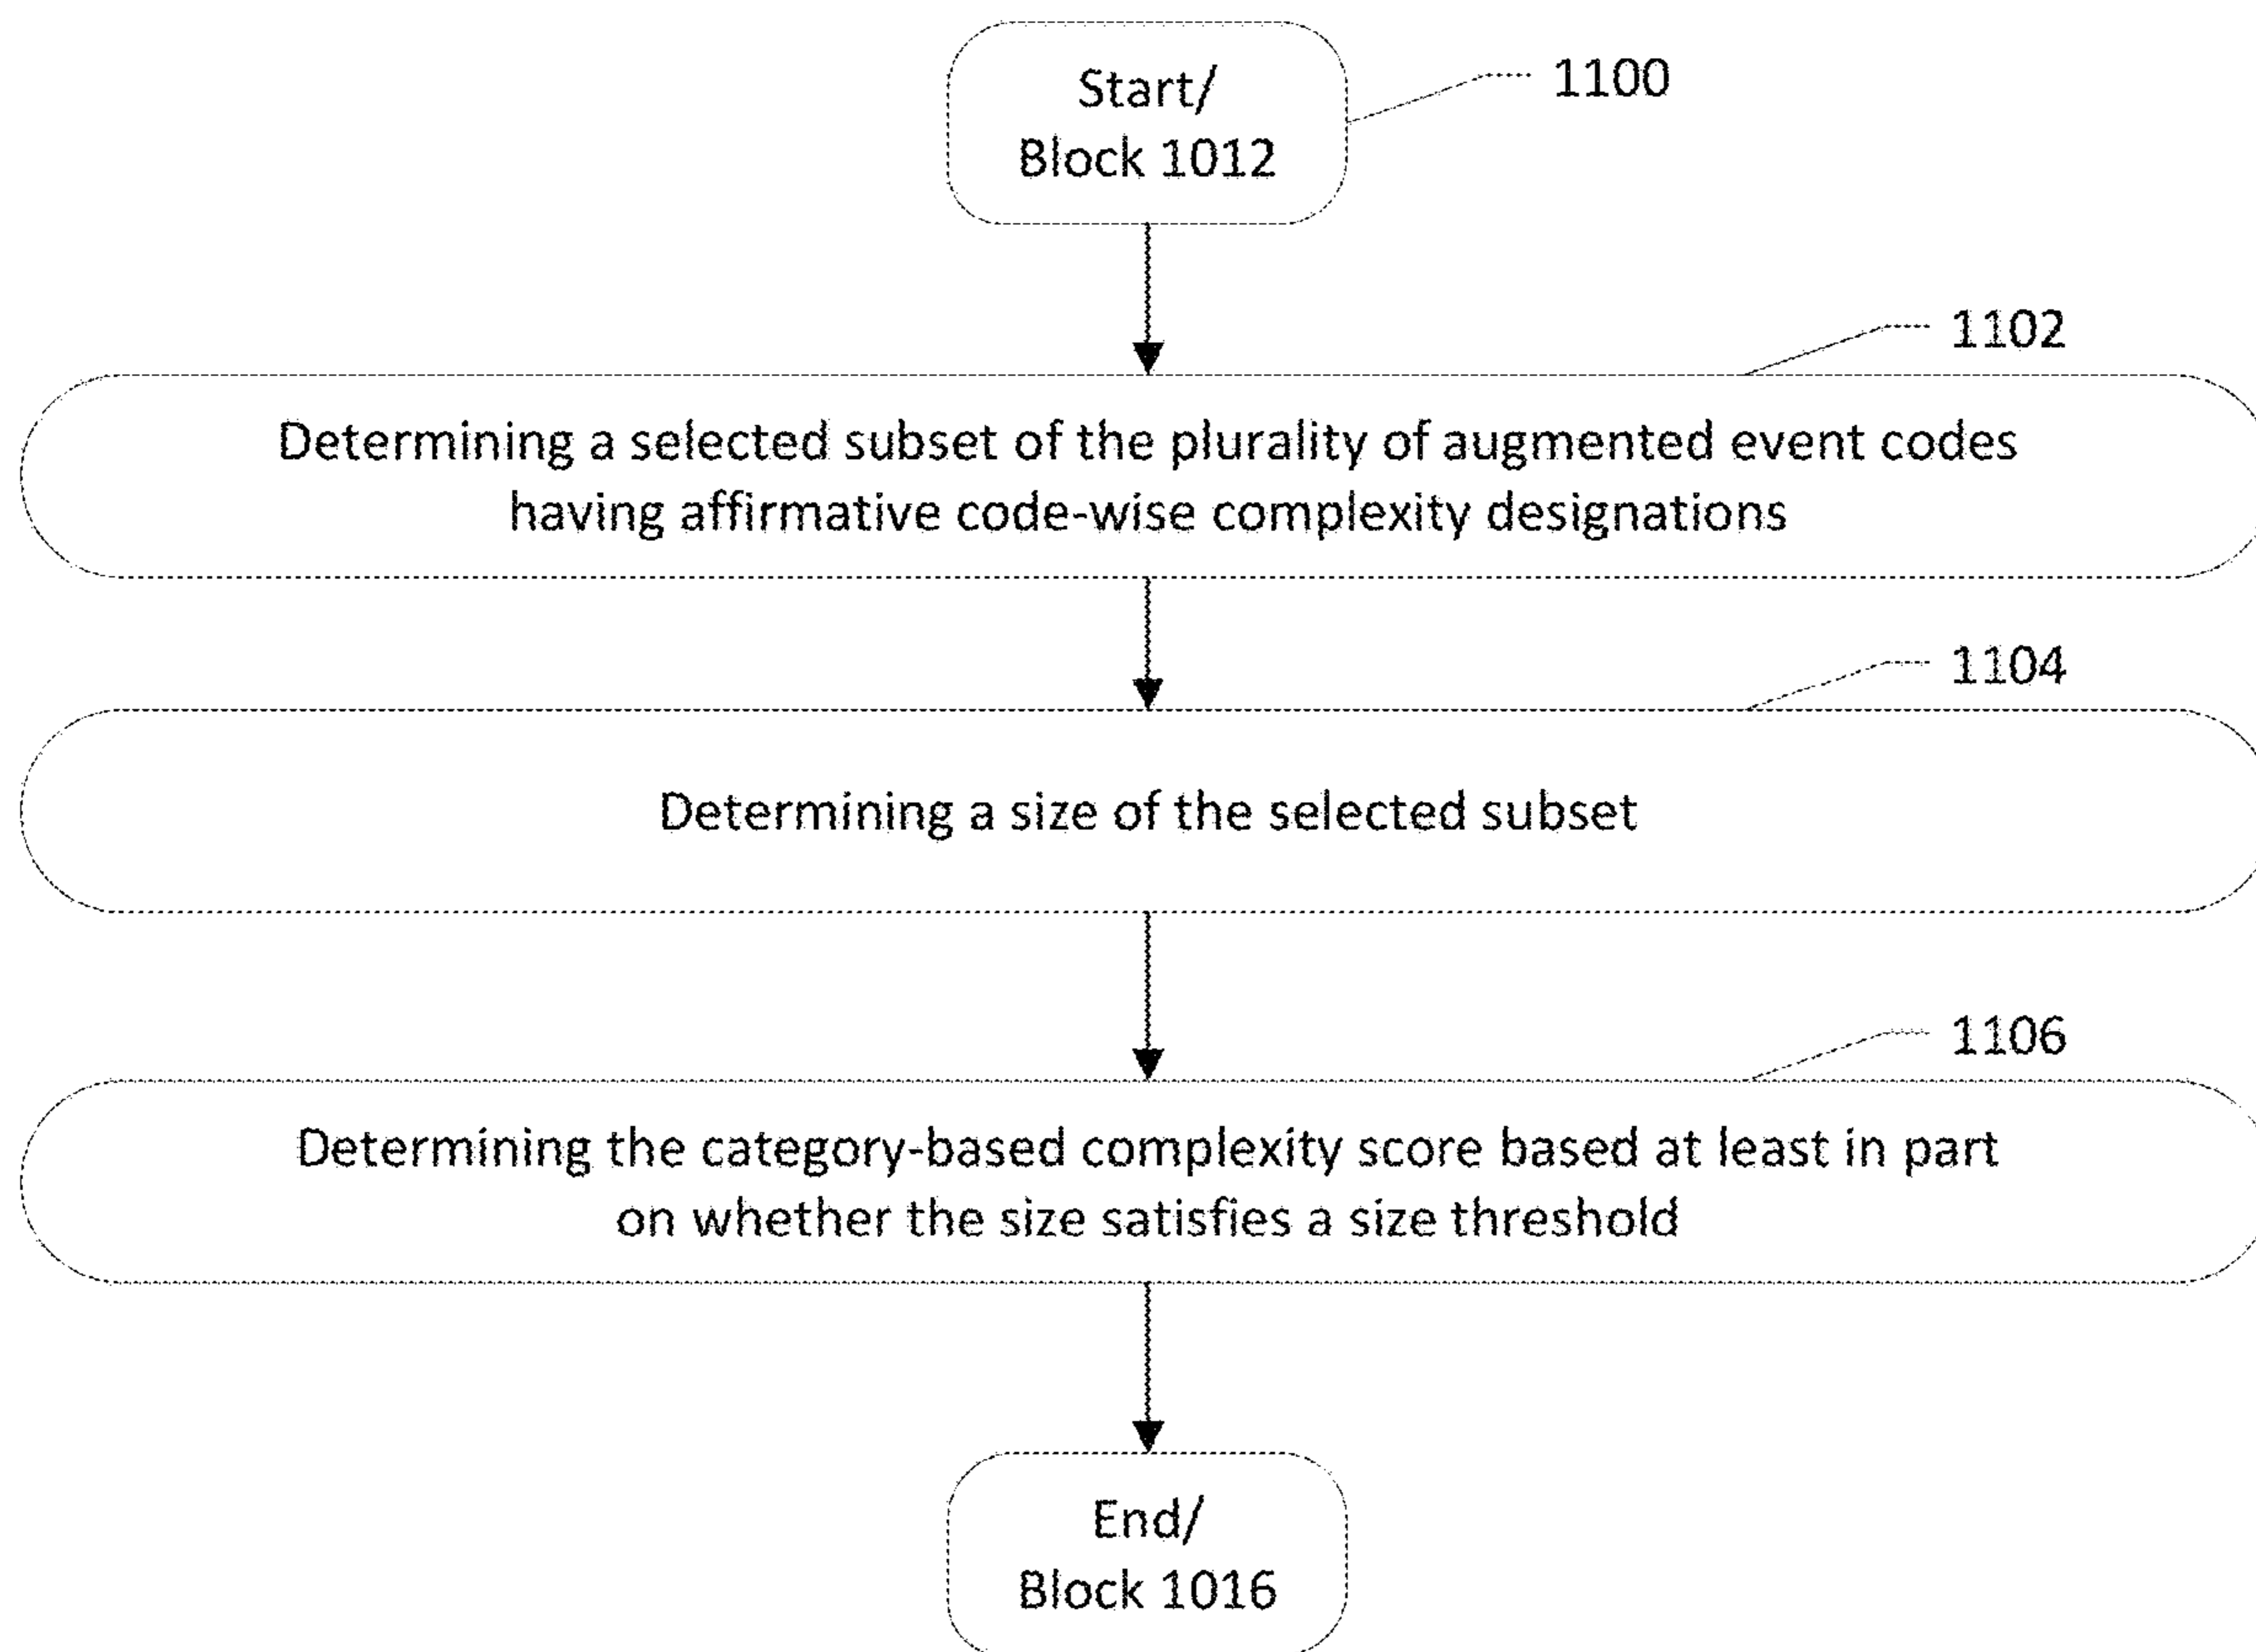 Start/
Block 1012
1100
1102
Determining a selected subset of the plurality of augmented event codes
having affirmative code-wise complexity designations
1104
Determining a size of the selected subset
1106
Determining the category-based complexity score based at least in part
on whether the size satisfies a size threshold
End/
Block 1016